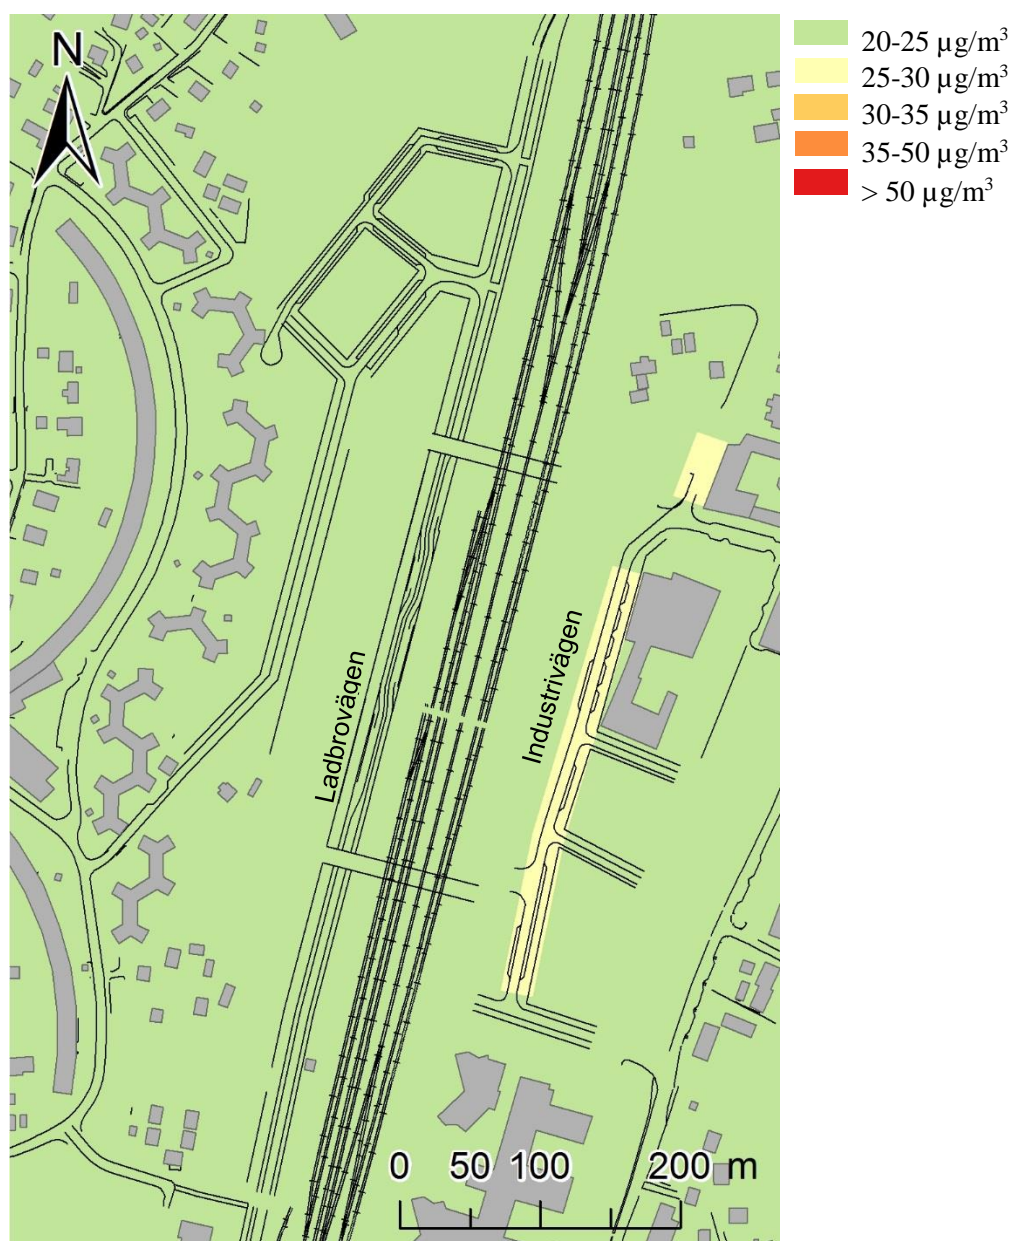 N
20-25 µg/m³
25-30 µg/m³
30-35 µg/m³
35-50 µg/m³
> 50 µg/m³
Industrivägen
Ladbrovägen
0 50 100 200 m